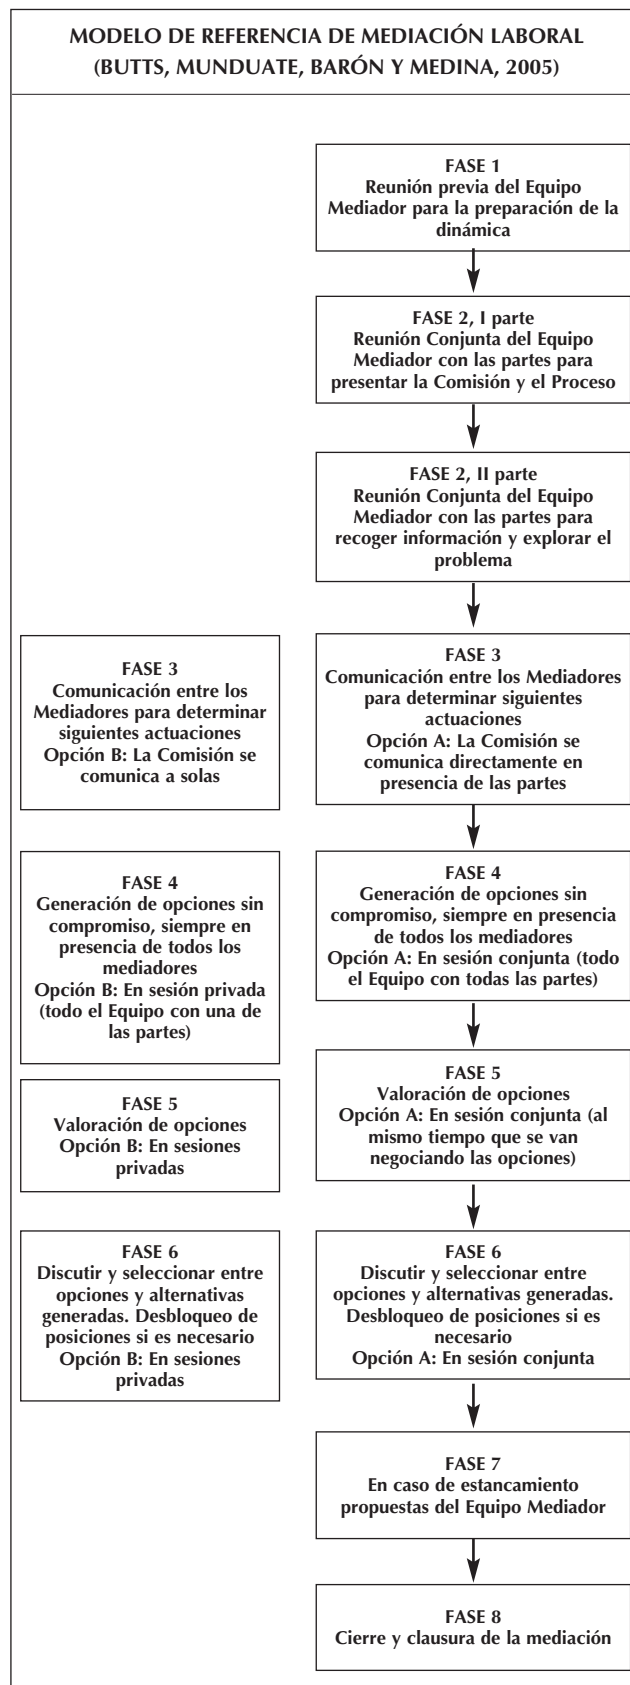 MODELO DE REFERENCIA DE MEDIACIÓN LABORAL
(BUTTS, MUNDUATE, BARÓN Y MEDINA, 2005)
FASE 1
Reunión previa del Equipo
Mediador para la preparación de la
dinámica
FASE 2, I parte
Reunión Conjunta del Equipo
Mediador con las partes para
presentar la Comisión y el Proceso
FASE 2, II parte
Reunión Conjunta del Equipo
Mediador con las partes para
recoger información y explorar el
problema
FASE 3
Comunicación entre los
Mediadores para determinar
siguientes actuaciones
Opción B: La Comisión se
comunica a solas
FASE 3
Comunicación entre los Mediadores
para determinar siguientes
actuaciones
Opción A: La Comisión se
comunica directamente en
presencia de las partes
FASE 4
Generación de opciones sin
compromiso, siempre en
presencia de todos los
mediadores
Opción B: En sesión privada
(todo el Equipo con una de
las partes)
FASE 4
Generación de opciones sin
compromiso, siempre en presencia
de todos los mediadores
Opción A: En sesión conjunta (todo
el Equipo con todas las partes)
FASE 5
Valoración de opciones
Opción B: En sesiones
privadas
FASE 5
Valoración de opciones
Opción A: En sesión conjunta (al
mismo tiempo que se van
negociando las opciones)
FASE 6
Discutir y seleccionar entre
opciones y alternativas
generadas. Desbloqueo de
posiciones si es necesario
Opción B: En sesiones
privadas
FASE 6
Discutir y seleccionar entre
opciones y alternativas generadas.
Desbloqueo de posiciones si es
necesario
Opción A: En sesión conjunta
FASE 7
En caso de estancamiento
propuestas del Equipo Mediador
FASE 8
Cierre y clausura de la mediación